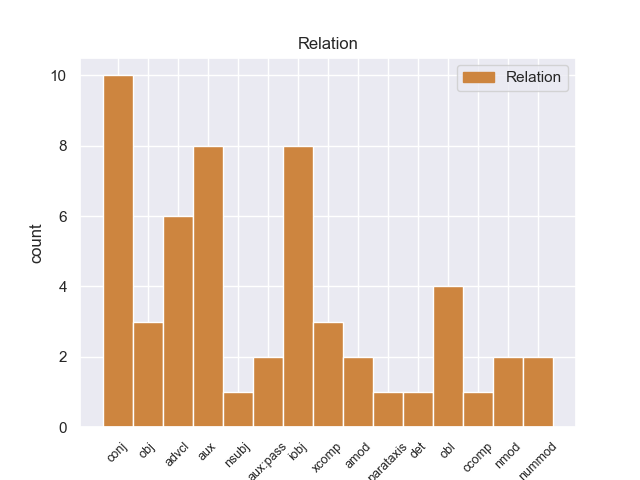 Relation
Relation
count
10
8
6
4
2
0
conj
obj
advcl
aux
nsubj
aux:pass
iobj
xcomp
amod
parataxis
det
obl
ccomp
nmod
nummod